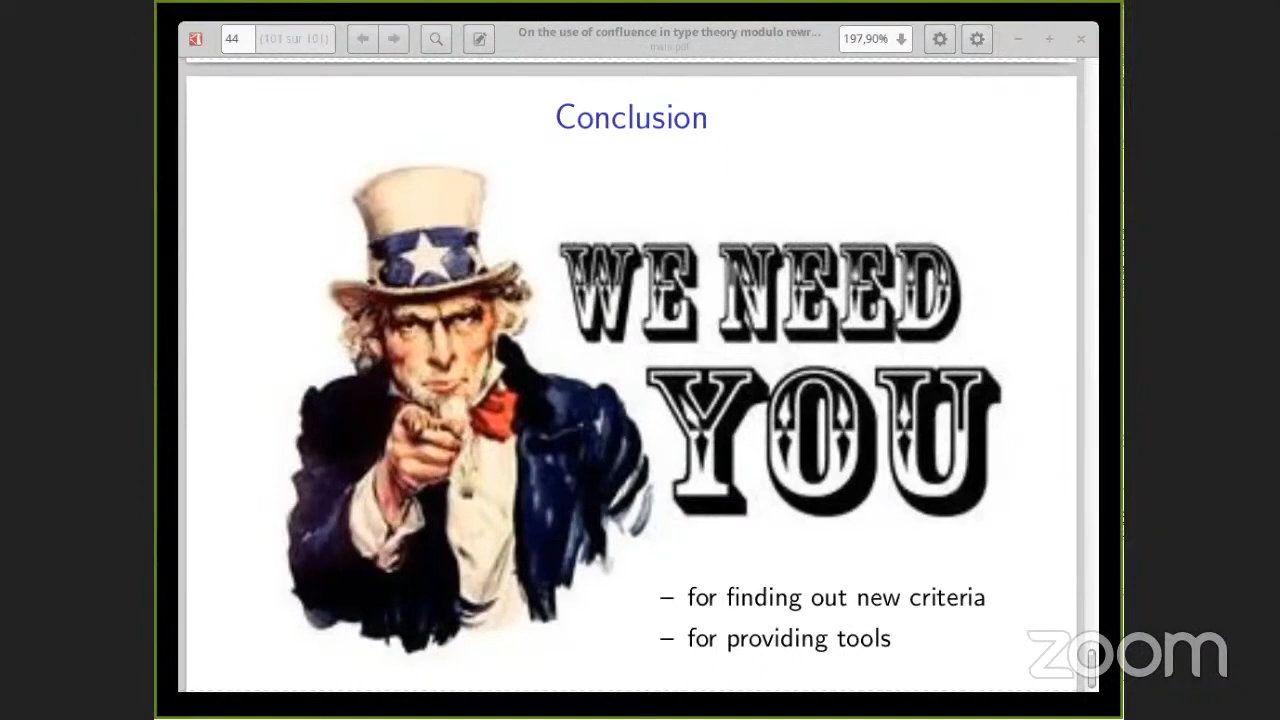 44 (101 sur 101) On the use of confluence in type theory modulo rewr... 197,90%
main.pdf
Conclusion
WE NEED
YOU
– for finding out new criteria
– for providing tools
zoom